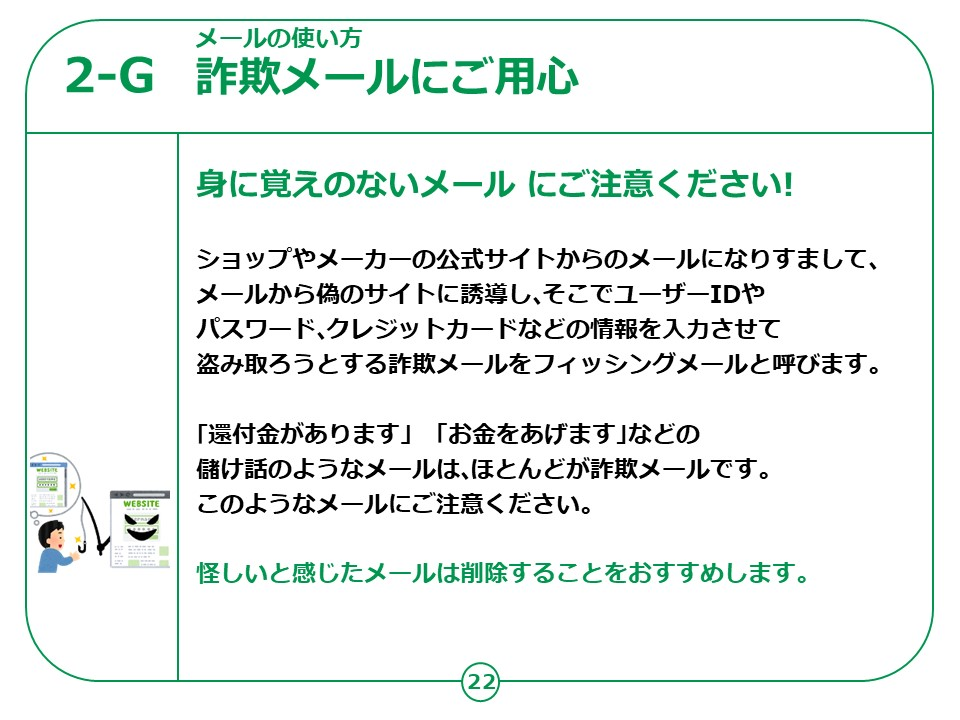 メールの使い方
2-G 詐欺メールにご用心
身に覚えのないメール にご注意ください!
ショップやメーカーの公式サイトからのメールになりすまして、
メールから偽のサイトに誘導し、そこでユーザーIDや
パスワード、クレジットカードなどの情報を入力させて
盗み取ろうとする詐欺メールをフィッシングメールと呼びます。
「還付金があります」「お金をあげます」などの
儲け話のようなメールは、ほとんどが詐欺メールです。
このようなメールにご注意ください。
怪しいと感じたメールは削除することをおすすめします。
WEBSITE
WEBSITE
22